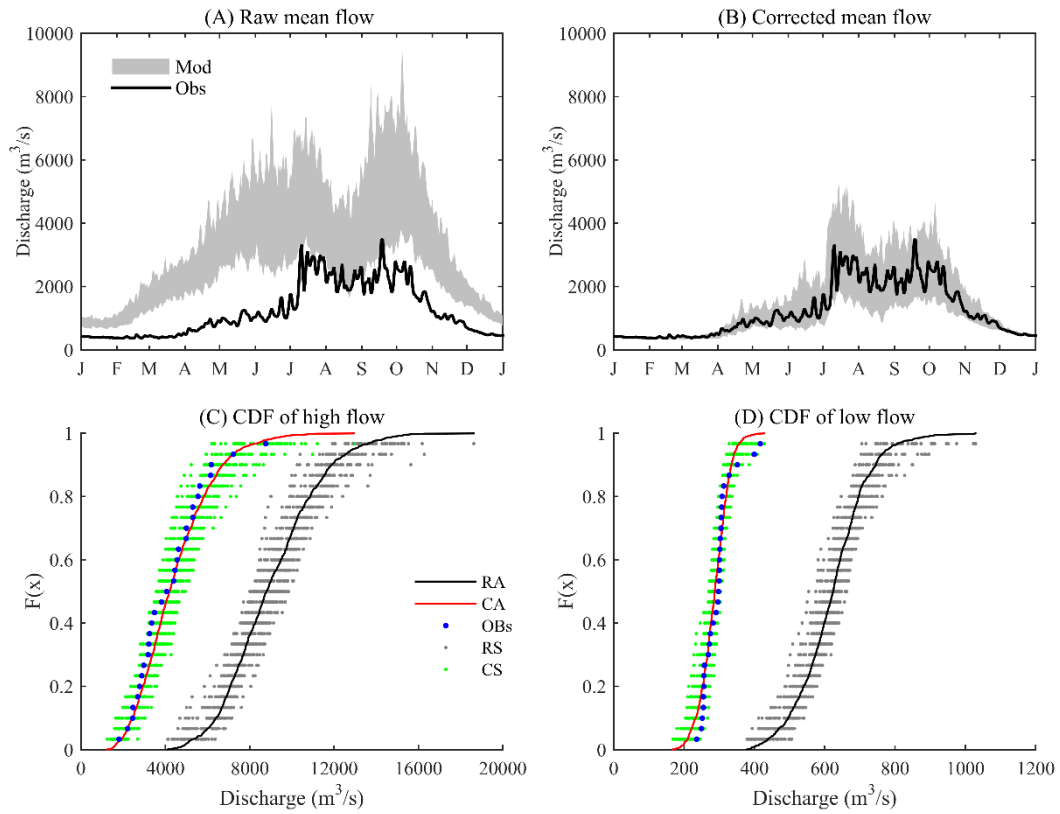 (A) Raw mean flow
10000
8000
6000
4000
2000
0
Discharge (m³/s)
Mod
Obs
J F M A M J J A S O N D J
(B) Corrected mean flow
10000
8000
6000
4000
2000
0
Discharge (m³/s)
J F M A M J J A S O N D J
(C) CDF of high flow
1
0.8
0.6
0.4
0.2
0
F(x)
RA
CA
OBs
RS
CS
0 4000 8000 12000 16000 20000
Discharge (m³/s)
(D) CDF of low flow
1
0.8
0.6
0.4
0.2
0
F(x)
0 200 400 600 800 1000 1200
Discharge (m³/s)